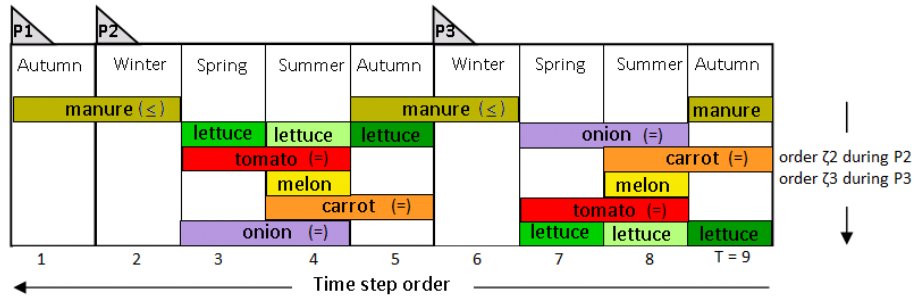 P1 P2 P3
Autumn Winter Spring Summer Autumn Winter Spring Summer Autumn
manure (≤) manure (≤) manure
lettuce lettuce lettuce onion (=)
tomato (=) carrot (=) order ζ2 during P2
melon melon order ζ3 during P3
carrot (=) tomato (=)
onion (=) lettuce lettuce lettuce
1 2 3 4 5 6 7 8 T = 9
Time step order